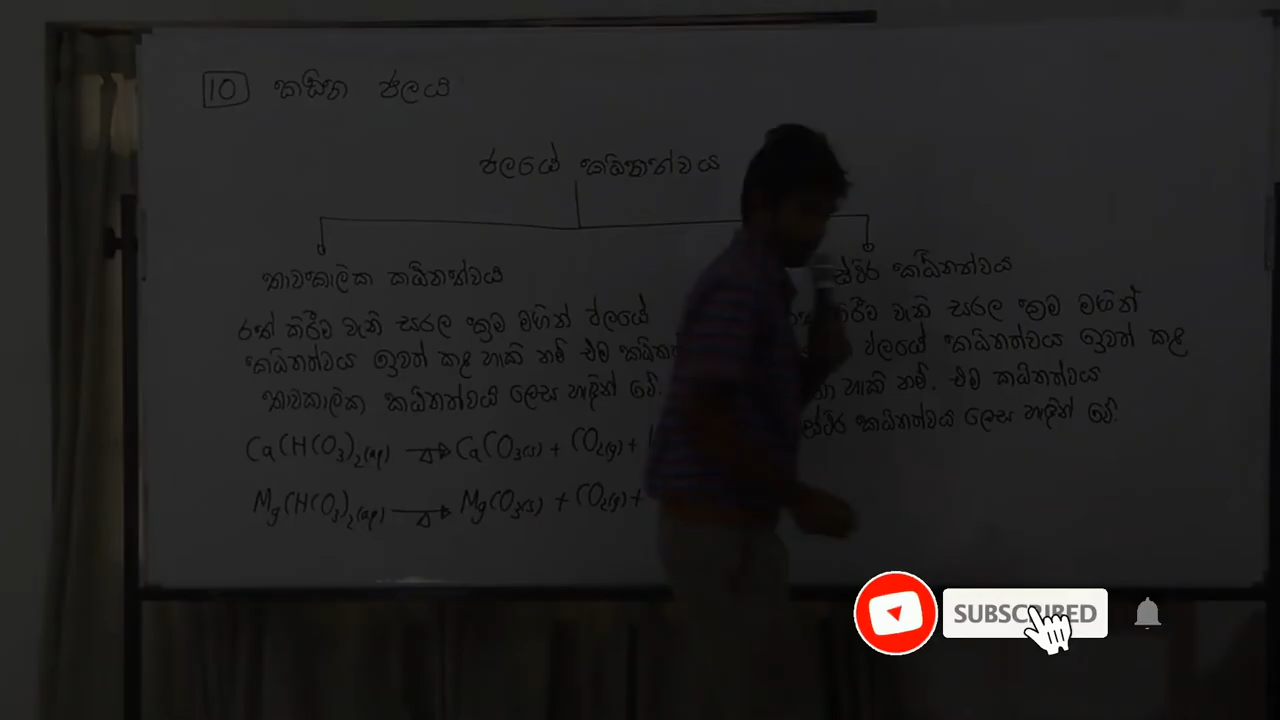 10 කඨින ජලය
ජලයේ කඨිනත්වය
තාවකාලික කඨිනත්වය
ස්ථිර කඨිනත්වය
රත් කිරීම වැනි සරල ක්‍රම මගින් ජලයේ
කඨිනත්වය ඉවත් කළ හැකි නම් එම
තාවකාලික කඨිනත්වය ලෙස හඳුන් වේ.
Ca(HCO3)2(aq) →Δ CaCO3(s) + CO2(g) +
Mg(HCO3)2(aq) →Δ MgCO3(s) + CO2(g) +
කිරීම වැනි සරල ක්‍රම මගින්
ජලයේ කඨිනත්වය ඉවත් කළ
හැකි නම්. එම කඨිනත්වය
ස්ථිර කඨිනත්වය ලෙස හඳුන් වේ.
SUBSCRIBED